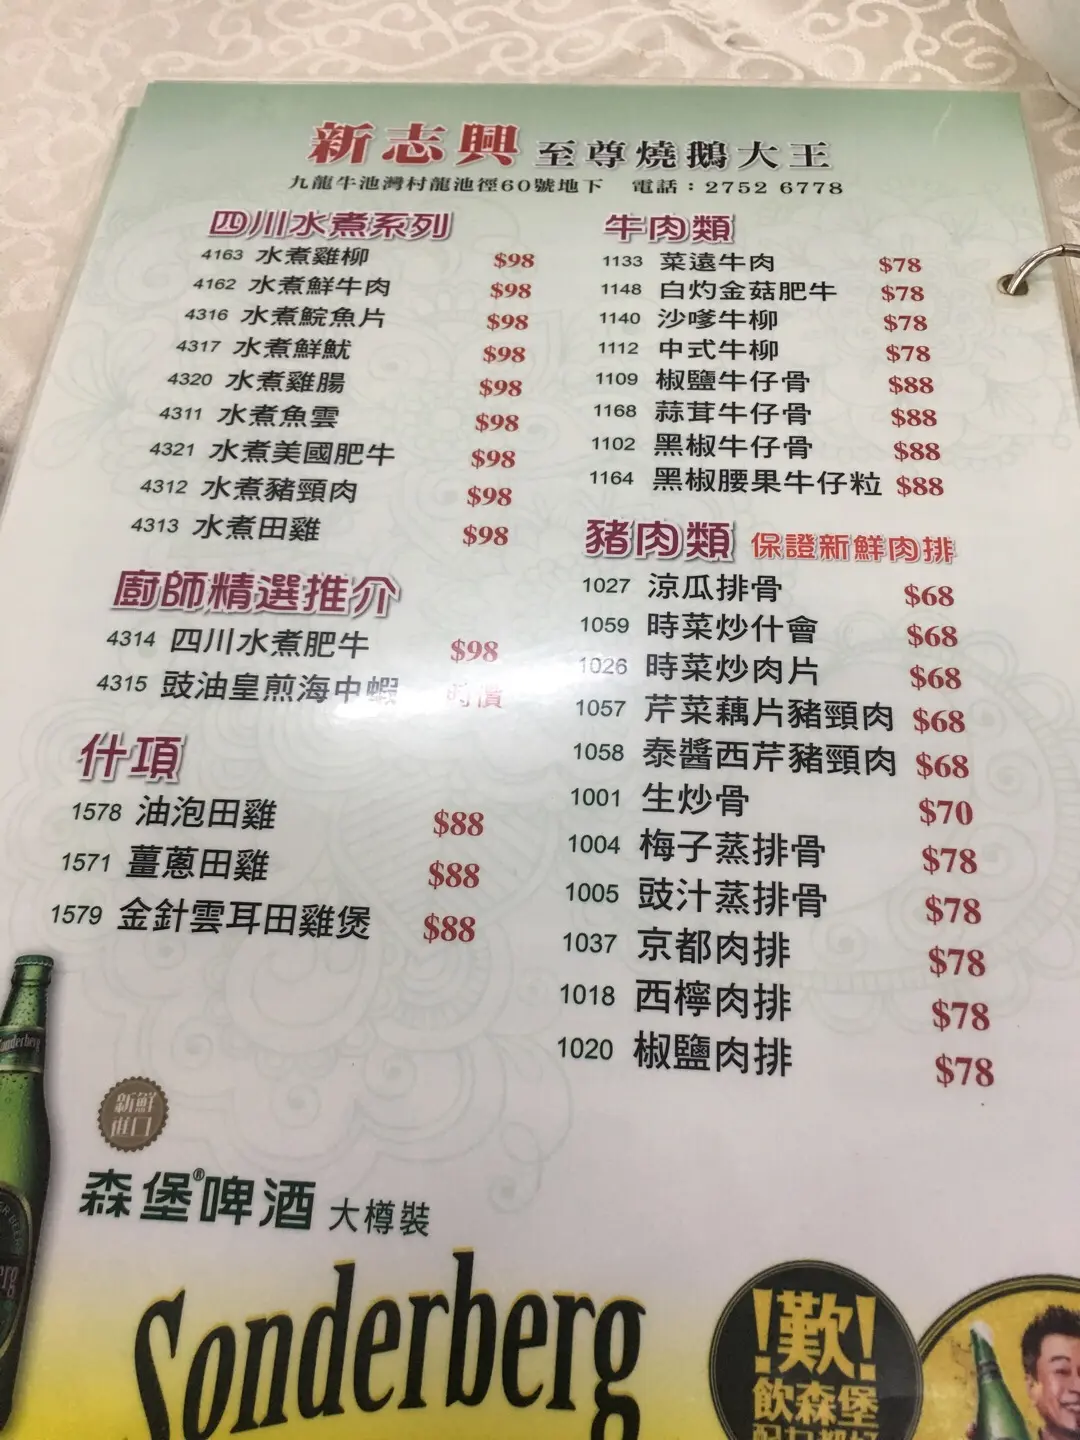 新志興 至尊燒鵝大王
九龍牛池灣村龍池徑60號地下 電話：2752 6778
四川水煮系列
4163 水煮雞柳 $98
4162 水煮鮮牛肉 $98
4316 水煮鯇魚片 $98
4317 水煮鮮魷 $98
4320 水煮雞腸 $98
4311 水煮魚雲 $98
4321 水煮美國肥牛 $98
4312 水煮豬頸肉 $98
4313 水煮田雞 $98
廚師精選推介
4314 四川水煮肥牛 $98
4315 豉油皇煎海中蝦 時價
什項
1578 油泡田雞 $88
1571 薑蔥田雞 $88
1579 金針雲耳田雞煲 $88
牛肉類
1133 菜遠牛肉 $78
1148 白灼金菇肥牛 $78
1140 沙嗲牛柳 $78
1112 中式牛柳 $78
1109 椒鹽牛仔骨 $88
1168 蒜茸牛仔骨 $88
1102 黑椒牛仔骨 $88
1164 黑椒腰果牛仔粒 $88
豬肉類 保證新鮮肉排
1027 涼瓜排骨 $68
1059 時菜炒什會 $68
1026 時菜炒肉片 $68
1057 芹菜藕片豬頸肉 $68
1058 泰醬西芹豬頸肉 $68
1001 生炒骨 $70
1004 梅子蒸排骨 $78
1005 豉汁蒸排骨 $78
1037 京都肉排 $78
1018 西檸肉排 $78
1020 椒鹽肉排 $78
新鮮
進口
森堡®啤酒 大樽裝
Sonderberg
!歎!
飲森堡